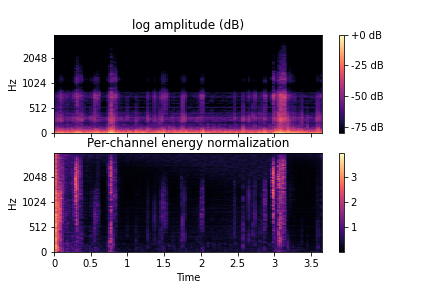 log amplitude (dB)
+0 dB
2048
-25 dB
Hz
1024
-50 dB
512
0
-75 dB
Per-channel energy normalization
2048
3
Hz
1024
2
512
1
0
0 0.5 1 1.5 2 2.5 3 3.5
Time